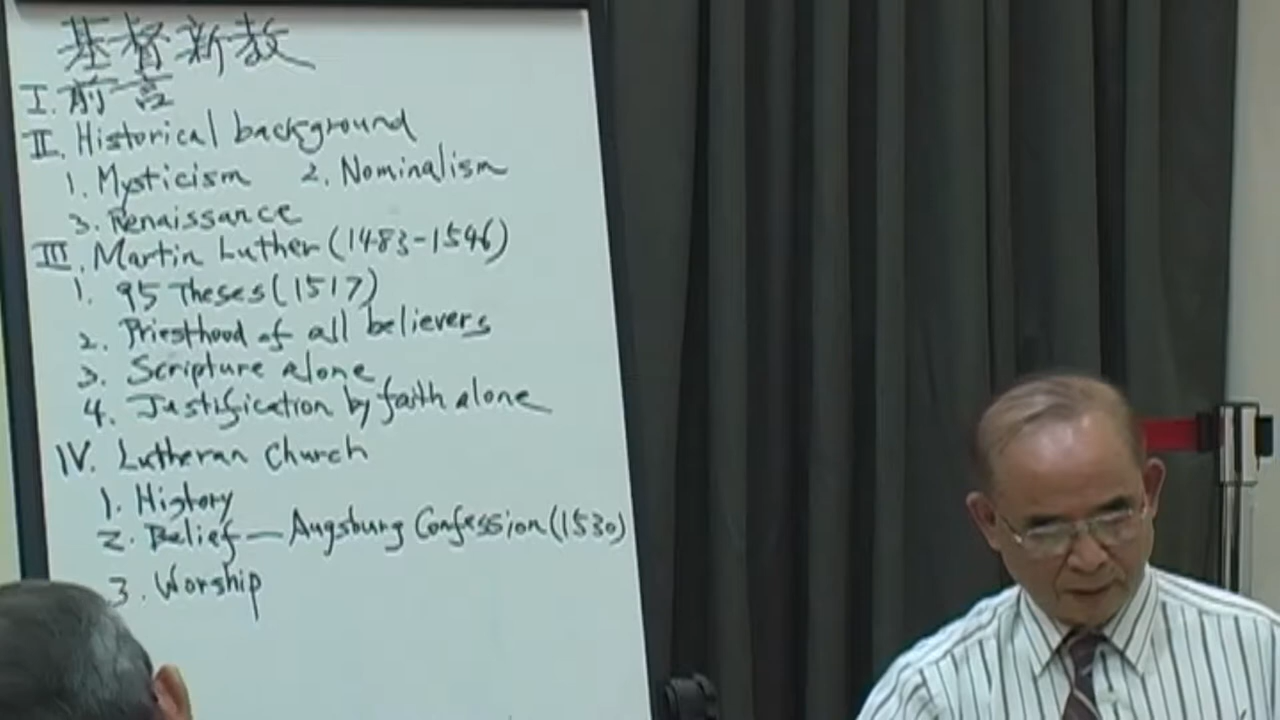 基督新教
I. 前言
II. Historical background
1. Mysticism 2. Nominalism
3. Renaissance
III. Martin Luther (1483-1546)
1. 95 Theses (1517)
2. Priesthood of all believers
3. Scripture alone
4. Justification by faith alone
IV. Lutheran Church
1. History
2. Belief — Augsburg Confession (1530)
3. Worship